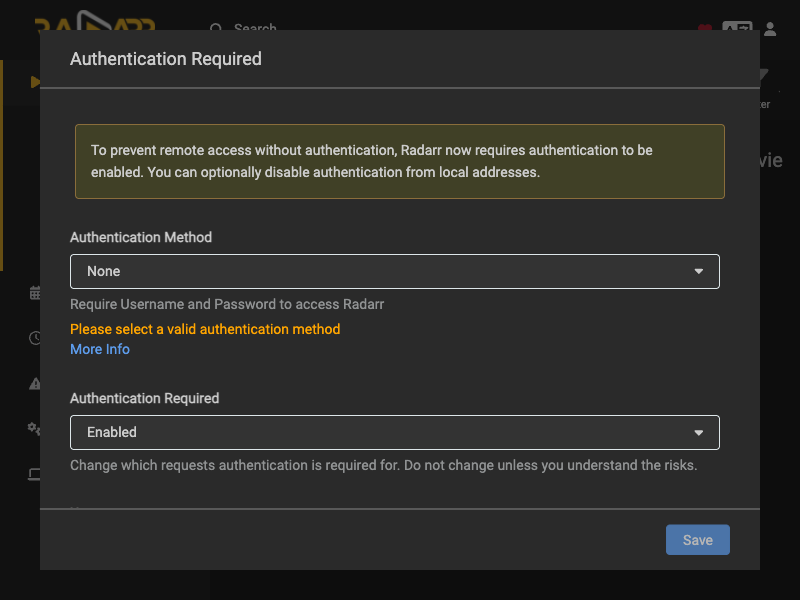 RADARR
Search
Authentication Required
To prevent remote access without authentication, Radarr now requires authentication to be
enabled. You can optionally disable authentication from local addresses.
Authentication Method
None
Require Username and Password to access Radarr
Please select a valid authentication method
More Info
Authentication Required
Enabled
Change which requests authentication is required for. Do not change unless you understand the risks.
Save